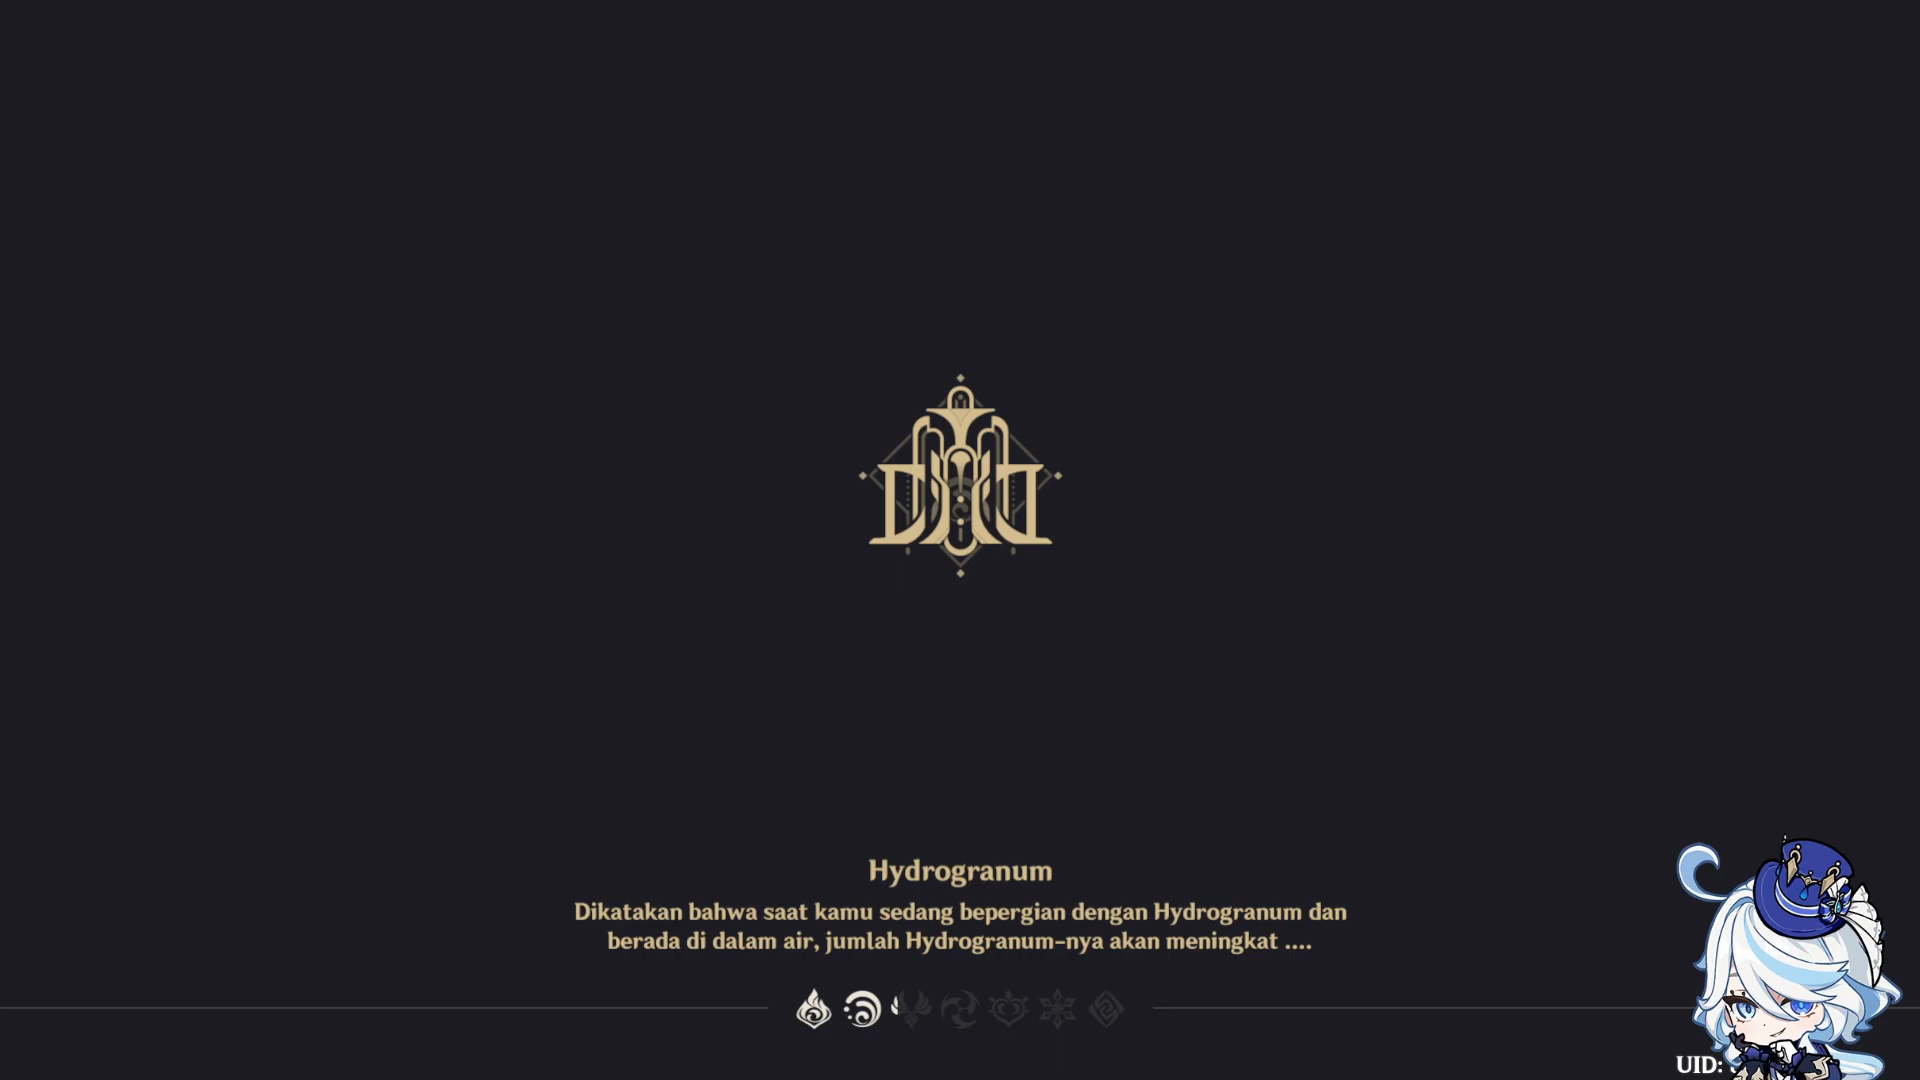 Hydrogranum
Dikatakan bahwa saat kamu sedang bepergian dengan Hydrogranum dan
berada di dalam air, jumlah Hydrogranum-nya akan meningkat ....
UID: